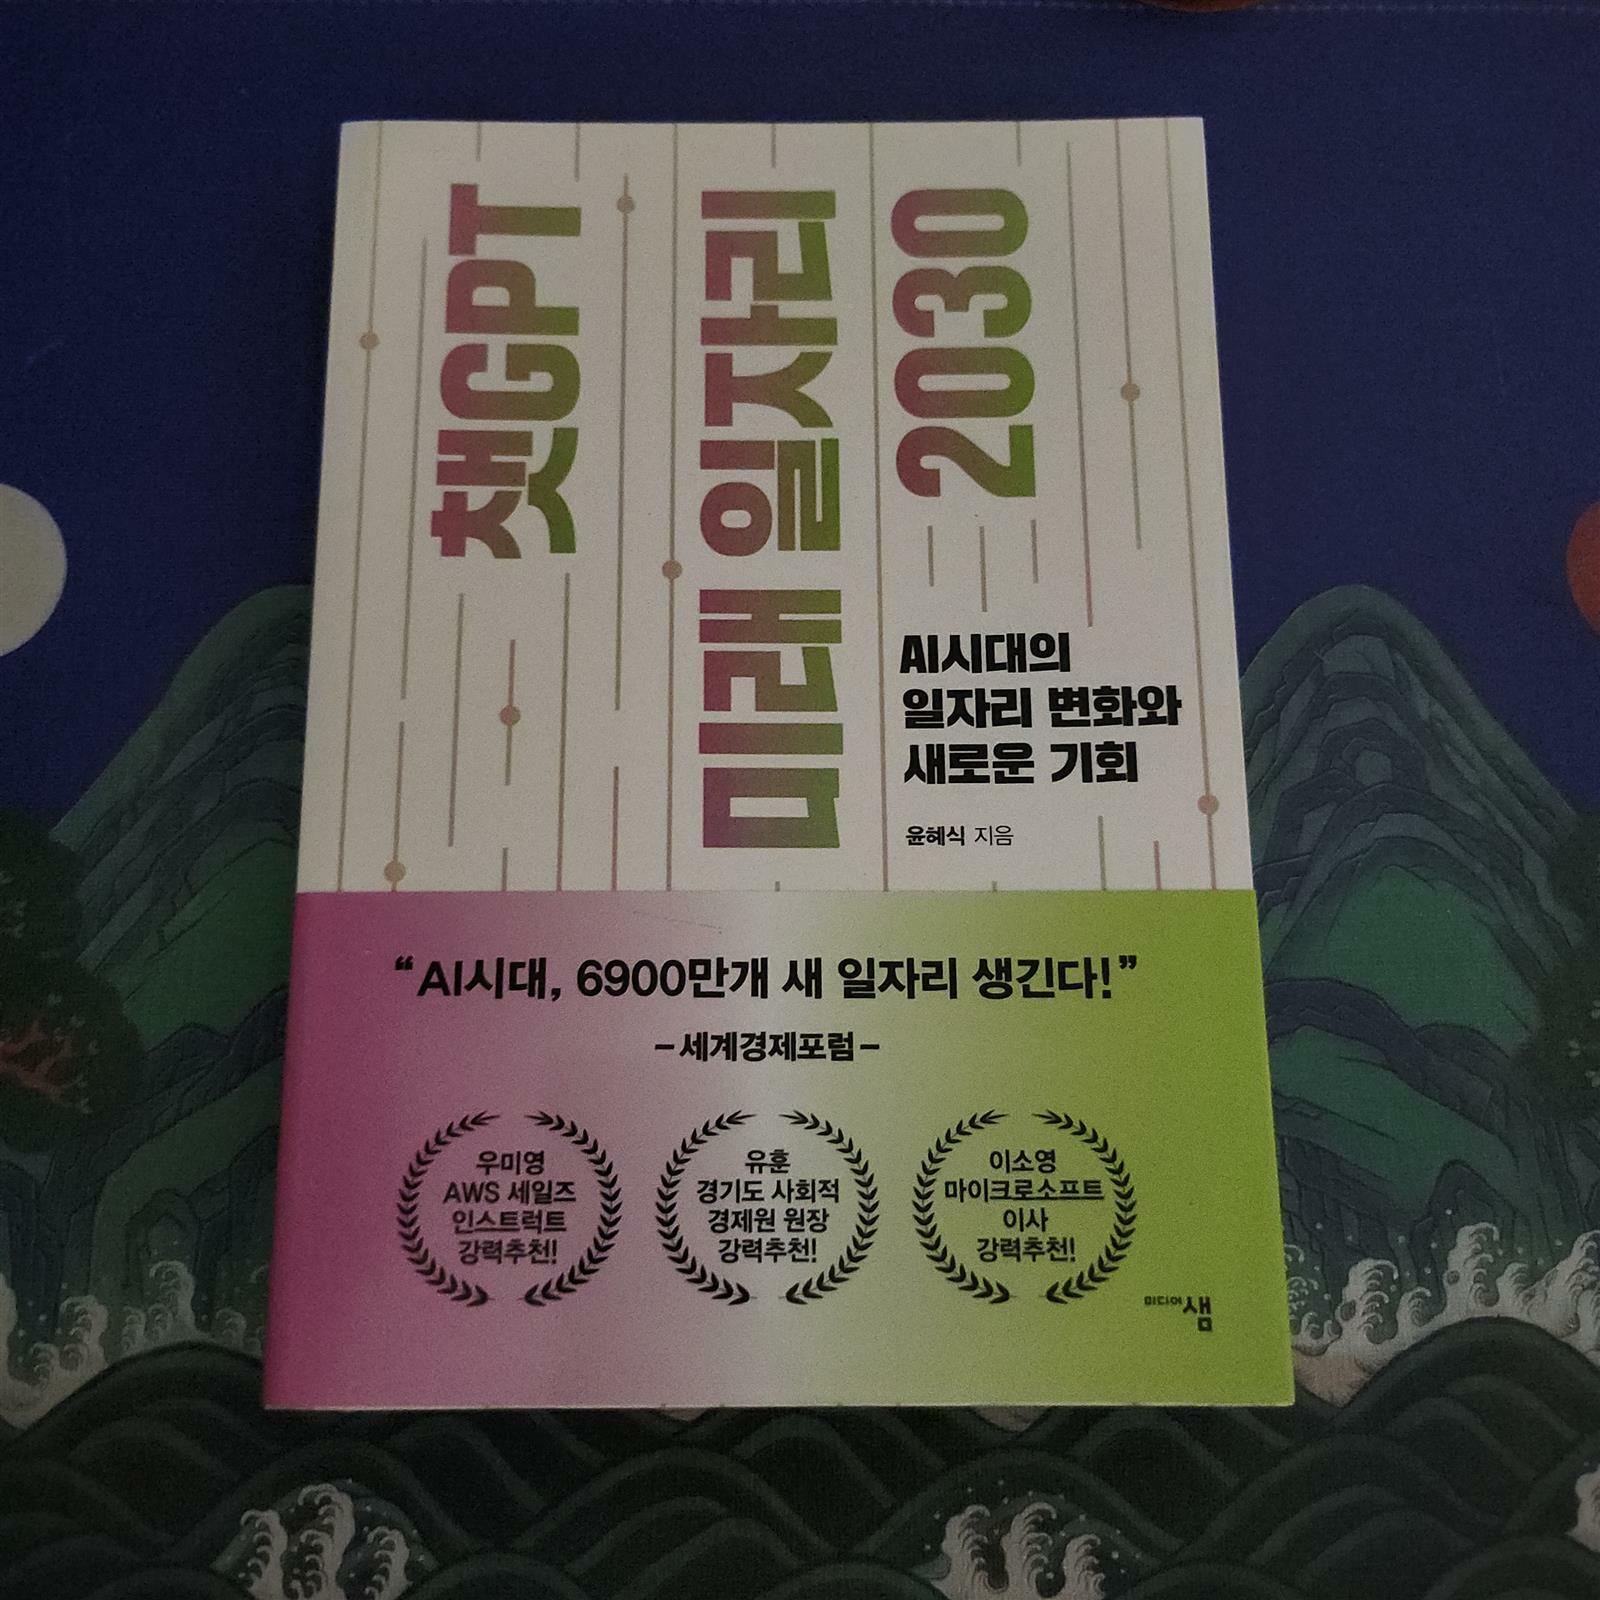 챗GPT
미래 일자리
2030
AI시대의
일자리 변화와
새로운 기회
윤혜식 지음
“AI시대, 6900만개 새 일자리 생긴다!”
–세계경제포럼–
우미영
AWS 세일즈
인스트럭트
강력추천!
유훈
경기도 사회적
경제원 원장
강력추천!
이소영
마이크로소프트
이사
강력추천!
미디어샘